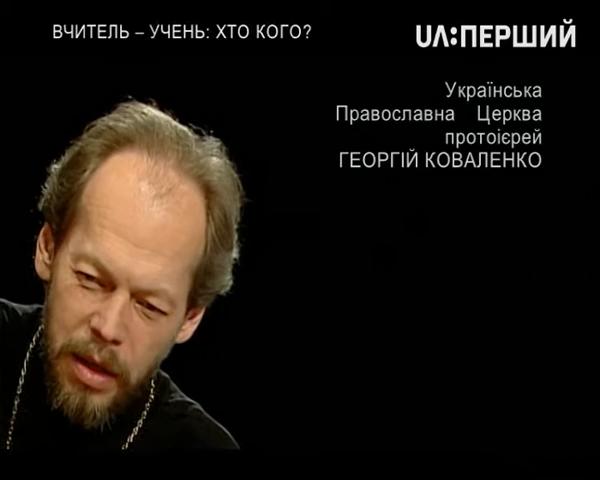 ВЧИТЕЛЬ – УЧЕНЬ: ХТО КОГО?
UA:ПЕРШИЙ
Українська
Православна Церква
протоієрей
ГЕОРГІЙ КОВАЛЕНКО